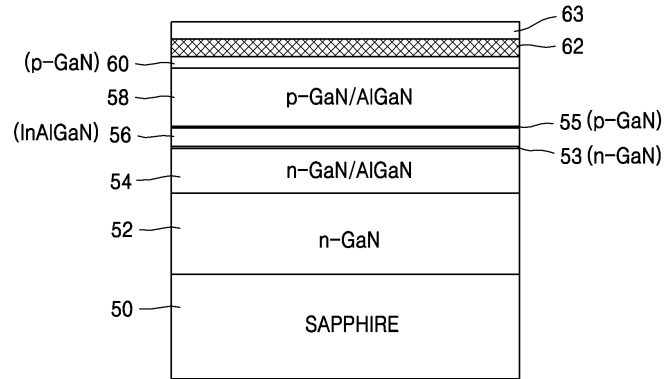 63
62
(p-GaN) 60
58
p-GaN/AlGaN
55 (p-GaN)
(InAlGaN) 56
53 (n-GaN)
54
n-GaN/AlGaN
52
n-GaN
50
SAPPHIRE